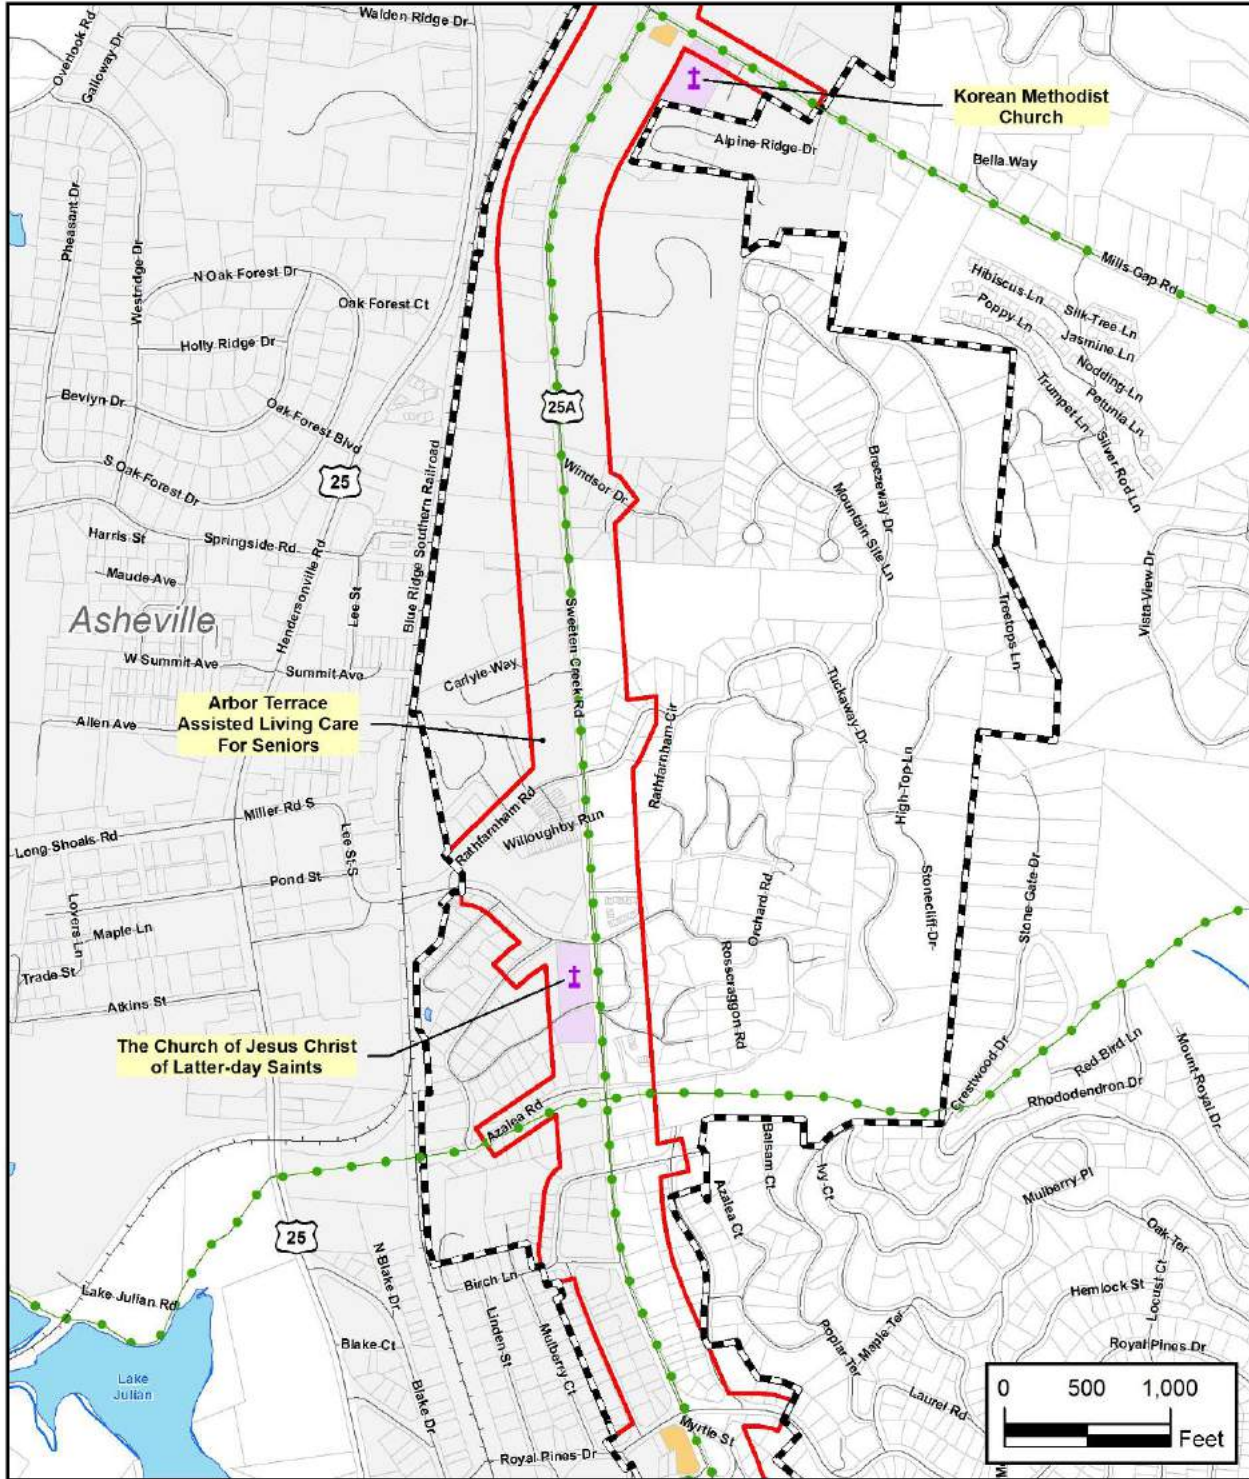 Walden Ridge Dr
Overlook Rd
Galloway Dr
Korean Methodist
Church
Alpine Ridge Dr
Bella Way
Pheasant Dr
Westridge Dr
N Oak Forest Dr
Oak Forest Ct
Mills Gap Rd
Hibiscus Ln
Silk Tree Ln
Poppy Ln
Jasmine Ln
Holly Ridge Dr
Nodding Ln
Bevlyn Dr
Oak Forest Blvd
25A
Trumpet Ln
Petunia Ln
Silver Rod Ln
S Oak Forest Dr
25
Windsor Dr
Breezeway Dr
Mountain Site Ln
Blue Ridge Southern Railroad
Harris St
Springside Rd
Maude Ave
Hendersonville Rd
Lee St
Vista View Dr
Asheville
Sweeten Creek Rd
Treetops Ln
W Summit Ave
Summit Ave
Carlyle Way
Arbor Terrace
Assisted Living Care
For Seniors
Allen Ave
Tuckaway Dr
Rathfarnham Cir
High Top Ln
Miller Rd S
Rathfarnham Rd
Willoughby Run
Long Shoals Rd
Lee St S
Pond St
Loyers Ln
Maple Ln
Orchard Rd
Stonecliff Dr
Stone Gate Dr
Trade St
Atkins St
Rosscraggon Rd
The Church of Jesus Christ
of Latter-day Saints
Crestwood Dr
Red Bird Ln
Mount Royal Dr
Rhododendron Dr
Azalea Rd
Balsam Ct
Ivy Ct
Azalea Ct
Mulberry Pl
25
Oak Ter
N Blake Dr
Birch Ln
Lake Julian Rd
Hemlock St
Locust Ct
Linden St
Mulberry Ct
Blake Ct
Poplar Ter
Maple Ter
Royal Pines Dr
Lake
Julian
Blake Dr
Laurel Rd
Myrtle St
Royal Pines Dr
0 500 1,000
Feet